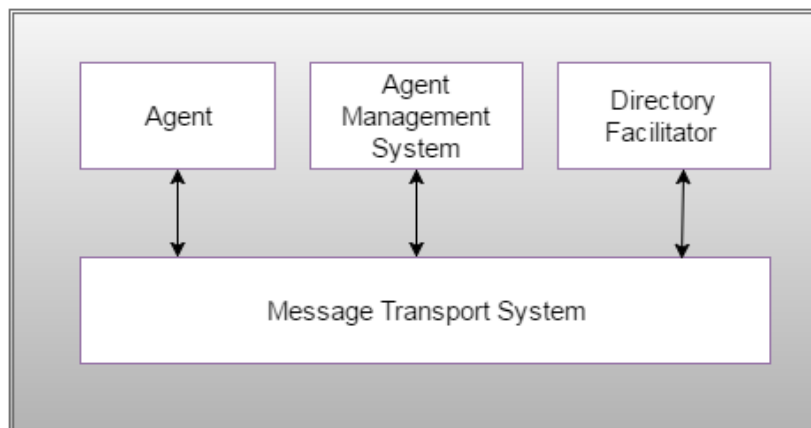 Agent
Agent
Management
System
Directory
Facilitator
Message Transport System